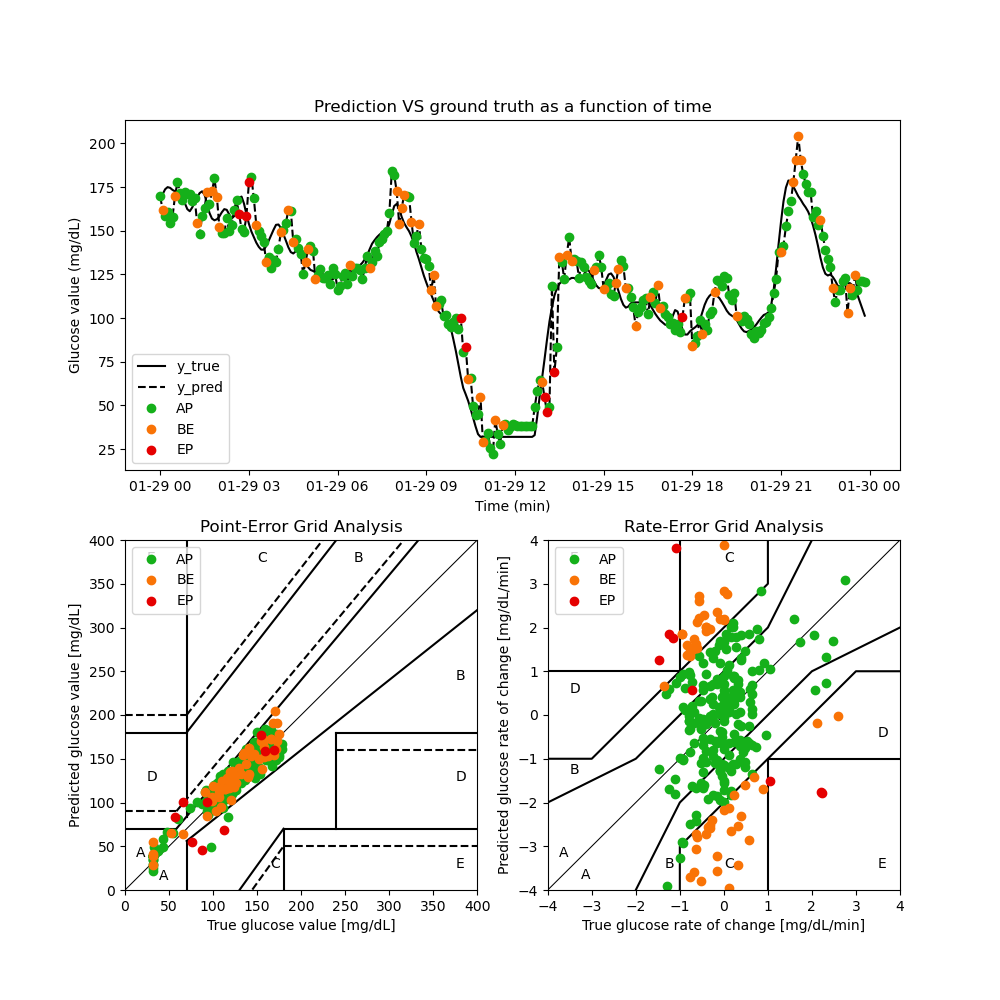 Prediction VS ground truth as a function of time
Glucose value (mg/dL)
200
175
150
125
100
75
50
25
y_true
y_pred
AP
BE
EP
01-29 00 01-29 03 01-29 06 01-29 09 01-29 12 01-29 15 01-29 18 01-29 21 01-30 00
Time (min)
Point-Error Grid Analysis
Predicted glucose value [mg/dL]
400
350
300
250
200
150
100
50
0
AP
BE
EP
C B
B
D D
A
A
C E
0 50 100 150 200 250 300 350 400
True glucose value [mg/dL]
Rate-Error Grid Analysis
Predicted glucose rate of change [mg/dL/min]
4
3
2
1
0
−1
−2
−3
−4
AP
BE
EP
C
D
D
B
A
A
B C E
−4 −3 −2 −1 0 1 2 3 4
True glucose rate of change [mg/dL/min]